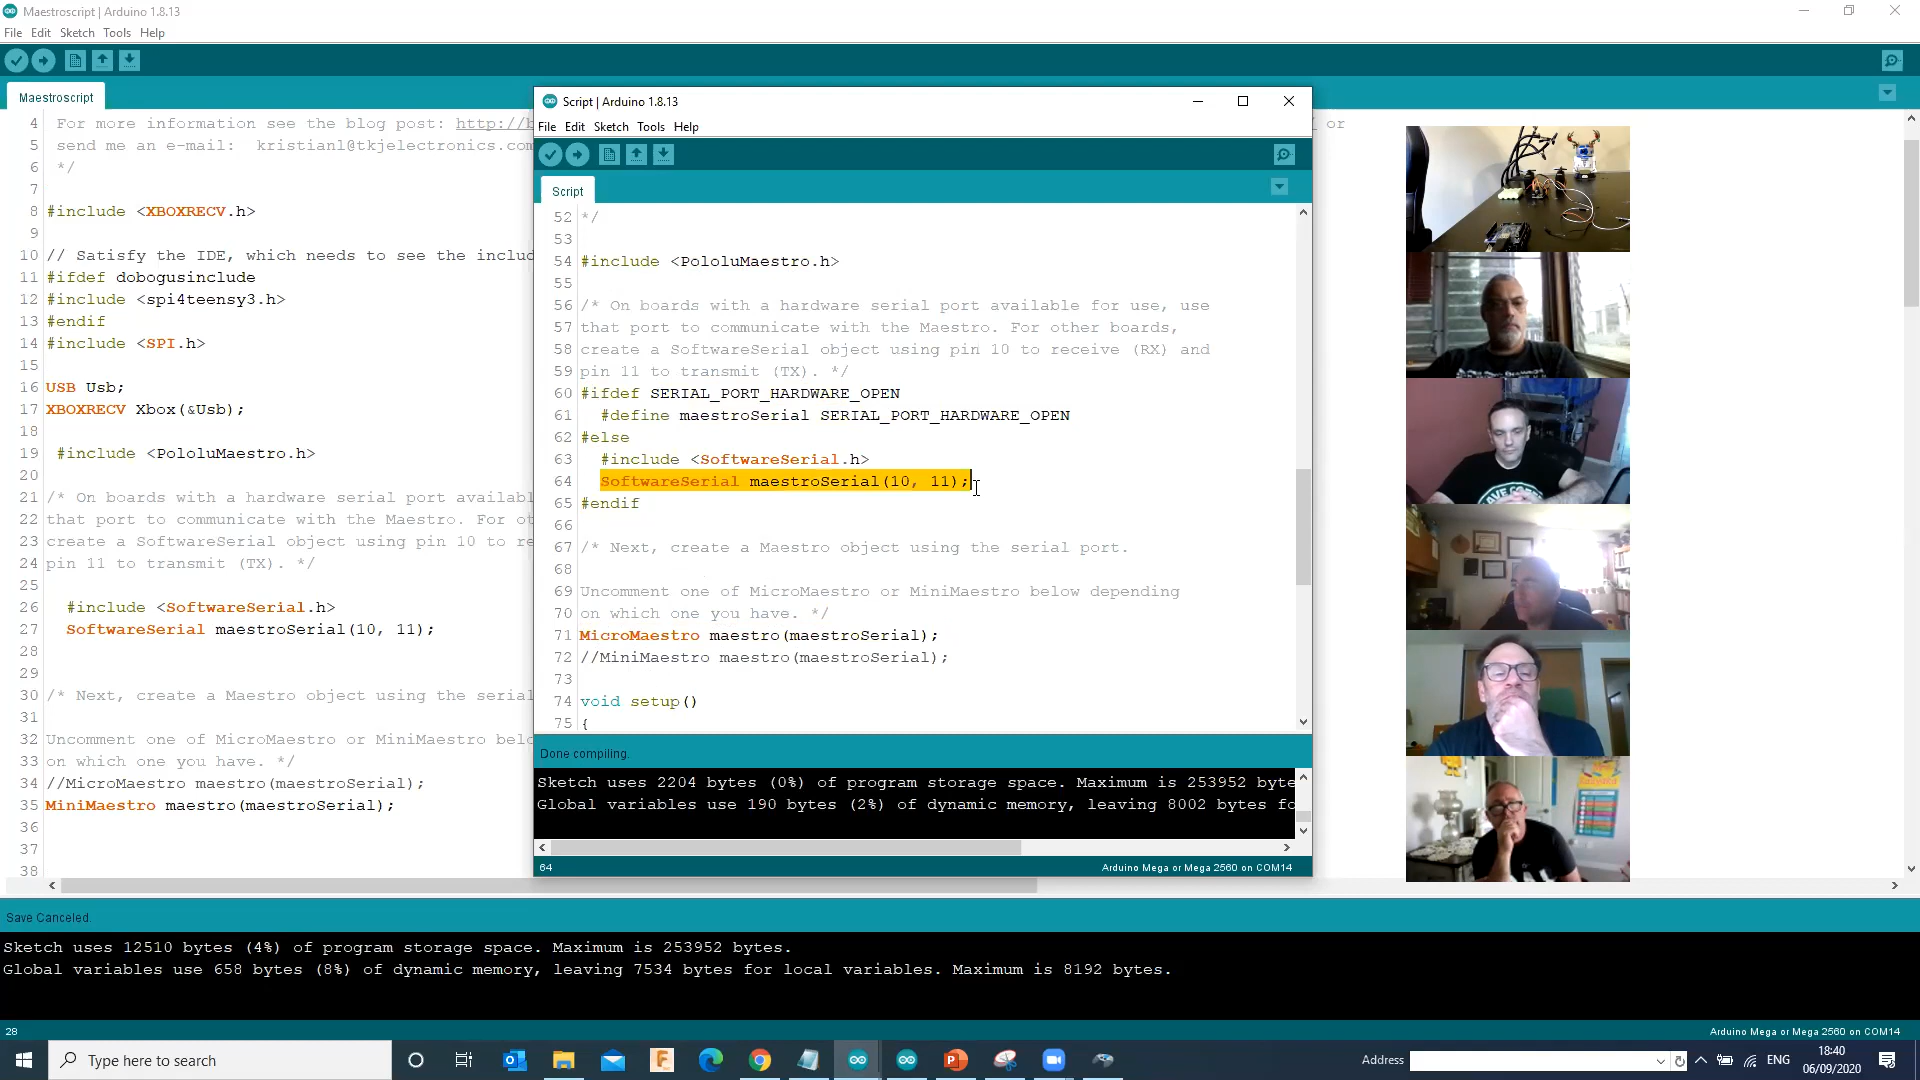 Maestroscript | Arduino 1.8.13
File Edit Sketch Tools Help
Maestroscript
4 For more information see the blog post: http://b
or
5 send me an e-mail:  kristianl@tkjelectronics.com
6 */
7
8 #include <XBOXRECV.h>
9
10 // Satisfy the IDE, which needs to see the includ
11 #ifdef dobogusinclude
12 #include <spi4teensy3.h>
13 #endif
14 #include <SPI.h>
15
16 USB Usb;
17 XBOXRECV Xbox(&Usb);
18
19 #include <PololuMaestro.h>
20
21 /* On boards with a hardware serial port availabl
22 that port to communicate with the Maestro. For ot
23 create a SoftwareSerial object using pin 10 to re
24 pin 11 to transmit (TX). */
25
26 #include <SoftwareSerial.h>
27 SoftwareSerial maestroSerial(10, 11);
28
29
30 /* Next, create a Maestro object using the serial
31
32 Uncomment one of MicroMaestro or MiniMaestro belo
33 on which one you have. */
34 //MicroMaestro maestro(maestroSerial);
35 MiniMaestro maestro(maestroSerial);
36
37
38
Script | Arduino 1.8.13
File Edit Sketch Tools Help
Script
52 */
53
54 #include <PololuMaestro.h>
55
56 /* On boards with a hardware serial port available for use, use
57 that port to communicate with the Maestro. For other boards,
58 create a SoftwareSerial object using pin 10 to receive (RX) and
59 pin 11 to transmit (TX). */
60 #ifdef SERIAL_PORT_HARDWARE_OPEN
61 #define maestroSerial SERIAL_PORT_HARDWARE_OPEN
62 #else
63 #include <SoftwareSerial.h>
64 SoftwareSerial maestroSerial(10, 11);
65 #endif
66
67 /* Next, create a Maestro object using the serial port.
68
69 Uncomment one of MicroMaestro or MiniMaestro below depending
70 on which one you have. */
71 MicroMaestro maestro(maestroSerial);
72 //MiniMaestro maestro(maestroSerial);
73
74 void setup()
75 {
Done compiling.
Sketch uses 2204 bytes (0%) of program storage space. Maximum is 253952 byte
Global variables use 190 bytes (2%) of dynamic memory, leaving 8002 bytes fo
64
Arduino Mega or Mega 2560 on COM14
Save Canceled.
Sketch uses 12510 bytes (4%) of program storage space. Maximum is 253952 bytes.
Global variables use 658 bytes (8%) of dynamic memory, leaving 7534 bytes for local variables. Maximum is 8192 bytes.
28
Arduino Mega or Mega 2560 on COM14
Type here to search
Address
ENG
18:40
06/09/2020